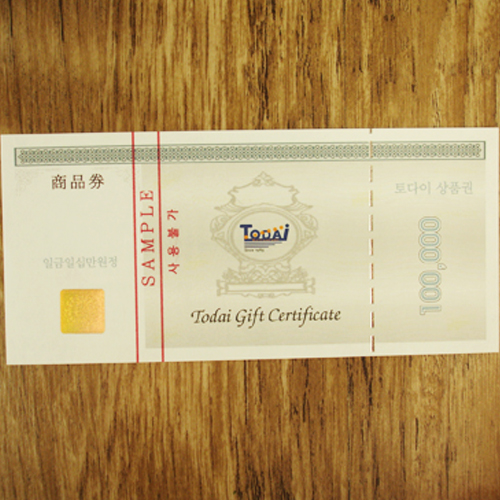 商品券
일금일십만원정
SAMPLE
사용불가
TODAI
Todai Gift Certificate
토다이 상품권
100,000